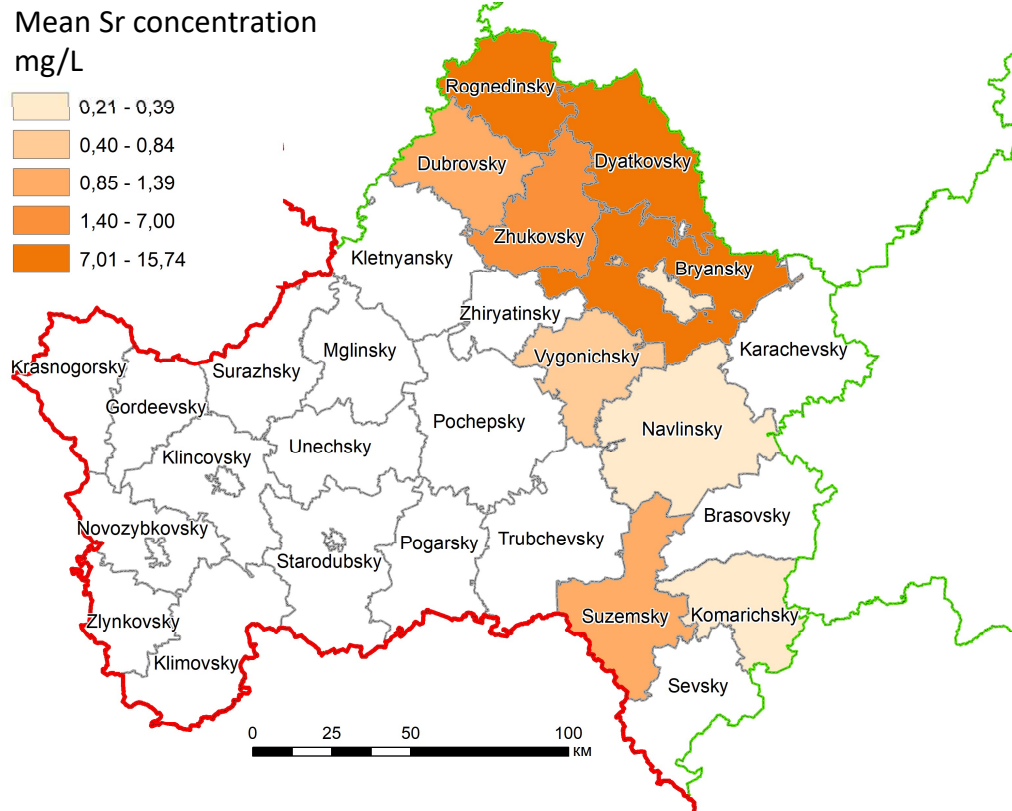 Mean Sr concentration
mg/L
0,21 - 0,39
0,40 - 0,84
0,85 - 1,39
1,40 - 7,00
7,01 - 15,74
Rognedinsky
Dubrovsky
Dyatkovsky
Zhukovsky
Kletnyansky
Bryansky
Zhiryatinsky
Mglinsky
Vygonichsky
Karachevsky
Krasnogorsky
Surazhsky
Gordeevsky
Pochepsky
Navlinsky
Unechsky
Klincovsky
Brasovsky
Novozybkovsky
Pogarsky
Trubchevsky
Starodubsky
Zlynkovsky
Suzemsky
Komarichsky
Klimovsky
Sevsky
0 25 50 100
км